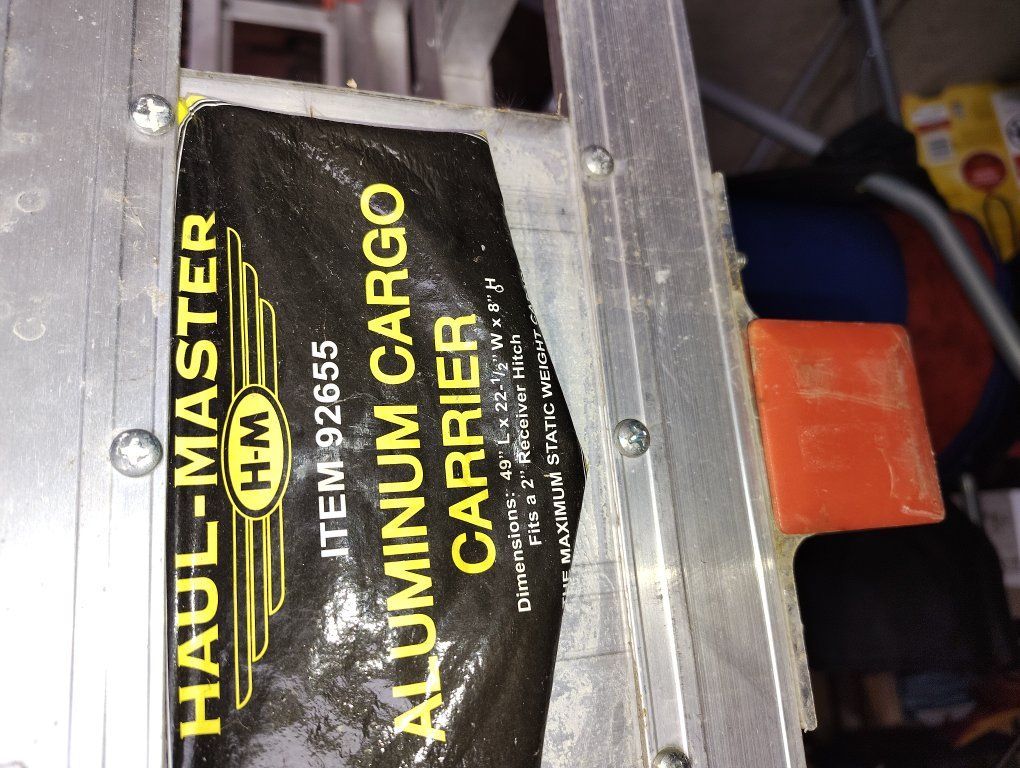 HAUL-MASTER
H-M
ITEM 92655
ALUMINUM CARGO
CARRIER
Dimensions: 49" L x 22-1/2" W x 8" H
Fits a 2" Receiver Hitch
MAXIMUM STATIC WEIGHT